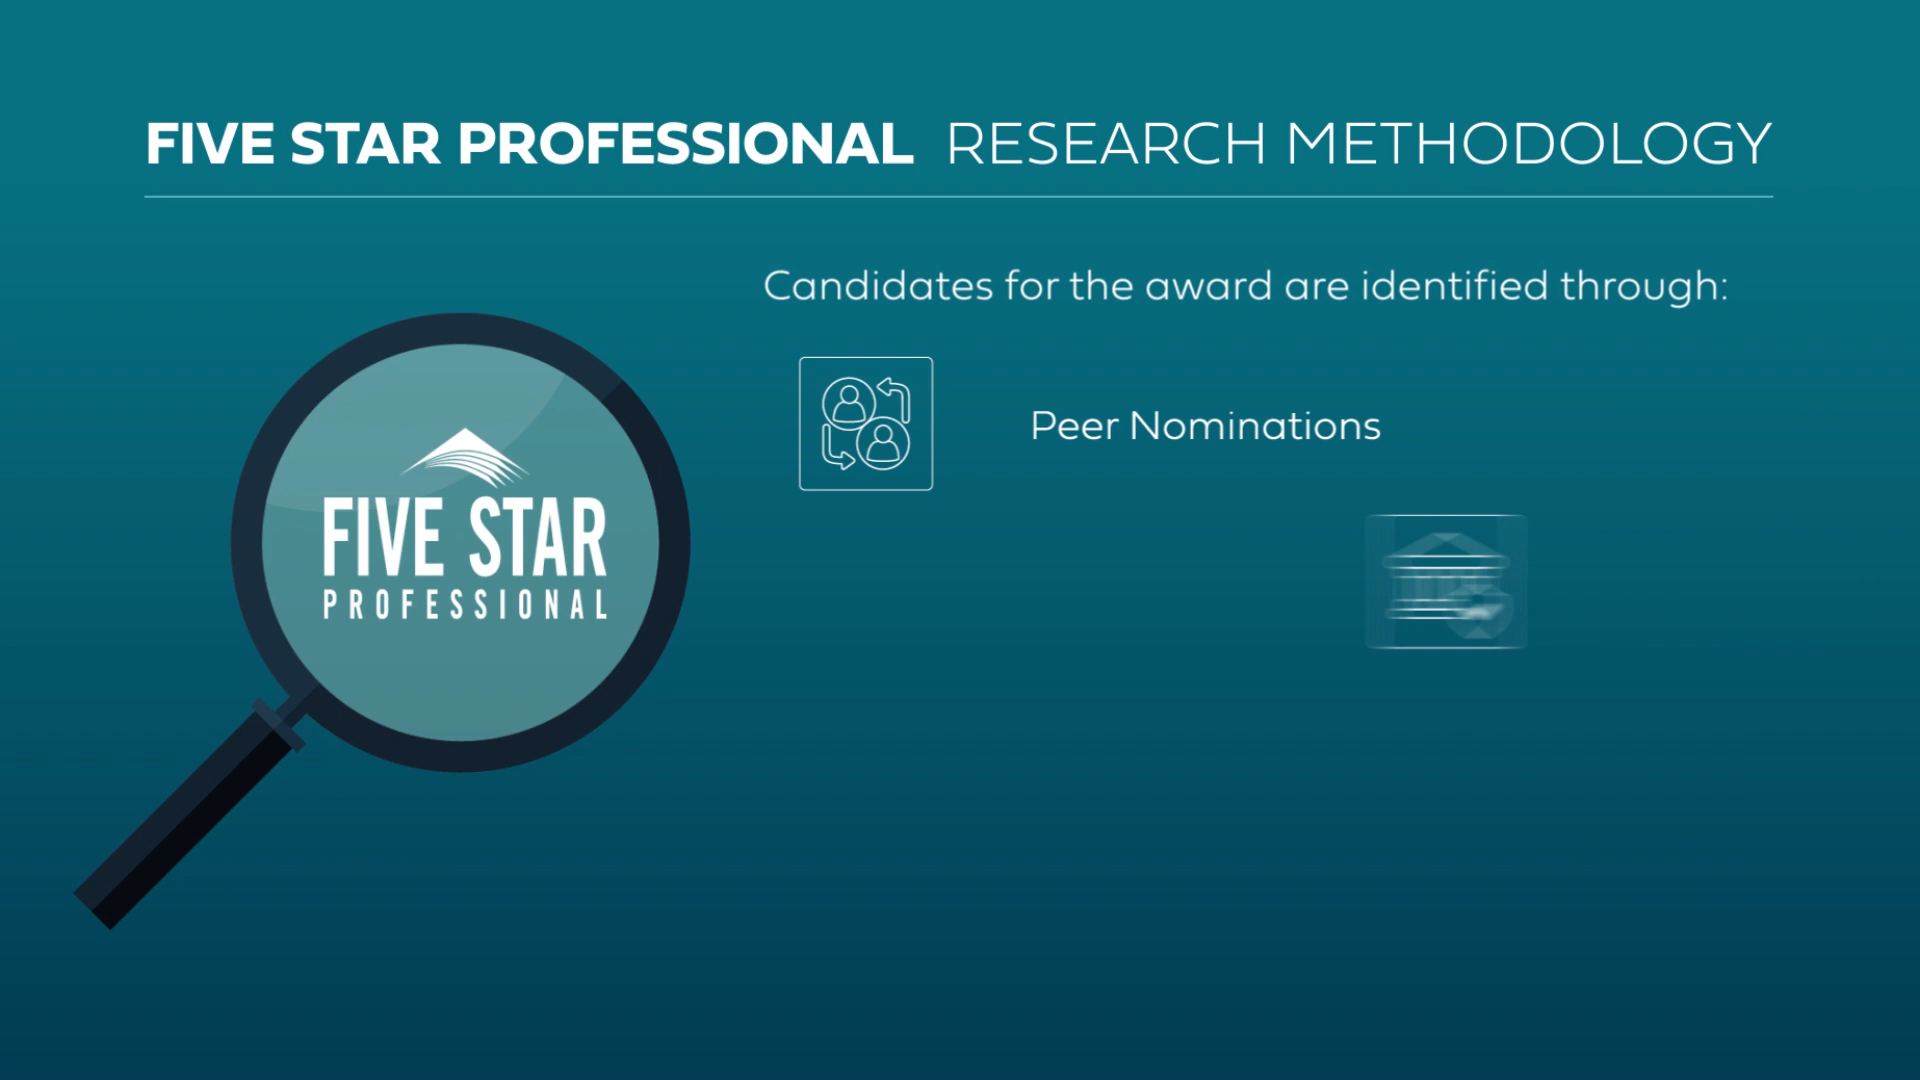 FIVE STAR PROFESSIONAL RESEARCH METHODOLOGY
Candidates for the award are identified through:
Peer Nominations
FIVE STAR
PROFESSIONAL